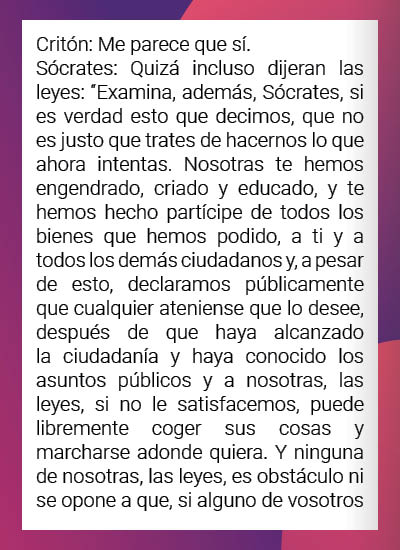 Critón: Me parece que sí.
Sócrates: Quizá incluso dijeran las
leyes: “Examina, además, Sócrates, si
es verdad esto que decimos, que no
es justo que trates de hacernos lo que
ahora intentas. Nosotras te hemos
engendrado, criado y educado, y te
hemos hecho partícipe de todos los
bienes que hemos podido, a ti y a
todos los demás ciudadanos y, a pesar
de esto, declaramos públicamente
que cualquier ateniense que lo desee,
después de que haya alcanzado
la ciudadanía y haya conocido los
asuntos públicos y a nosotras, las
leyes, si no le satisfacemos, puede
libremente coger sus cosas y
marcharse adonde quiera. Y ninguna
de nosotras, las leyes, es obstáculo ni
se opone a que, si alguno de vosotros